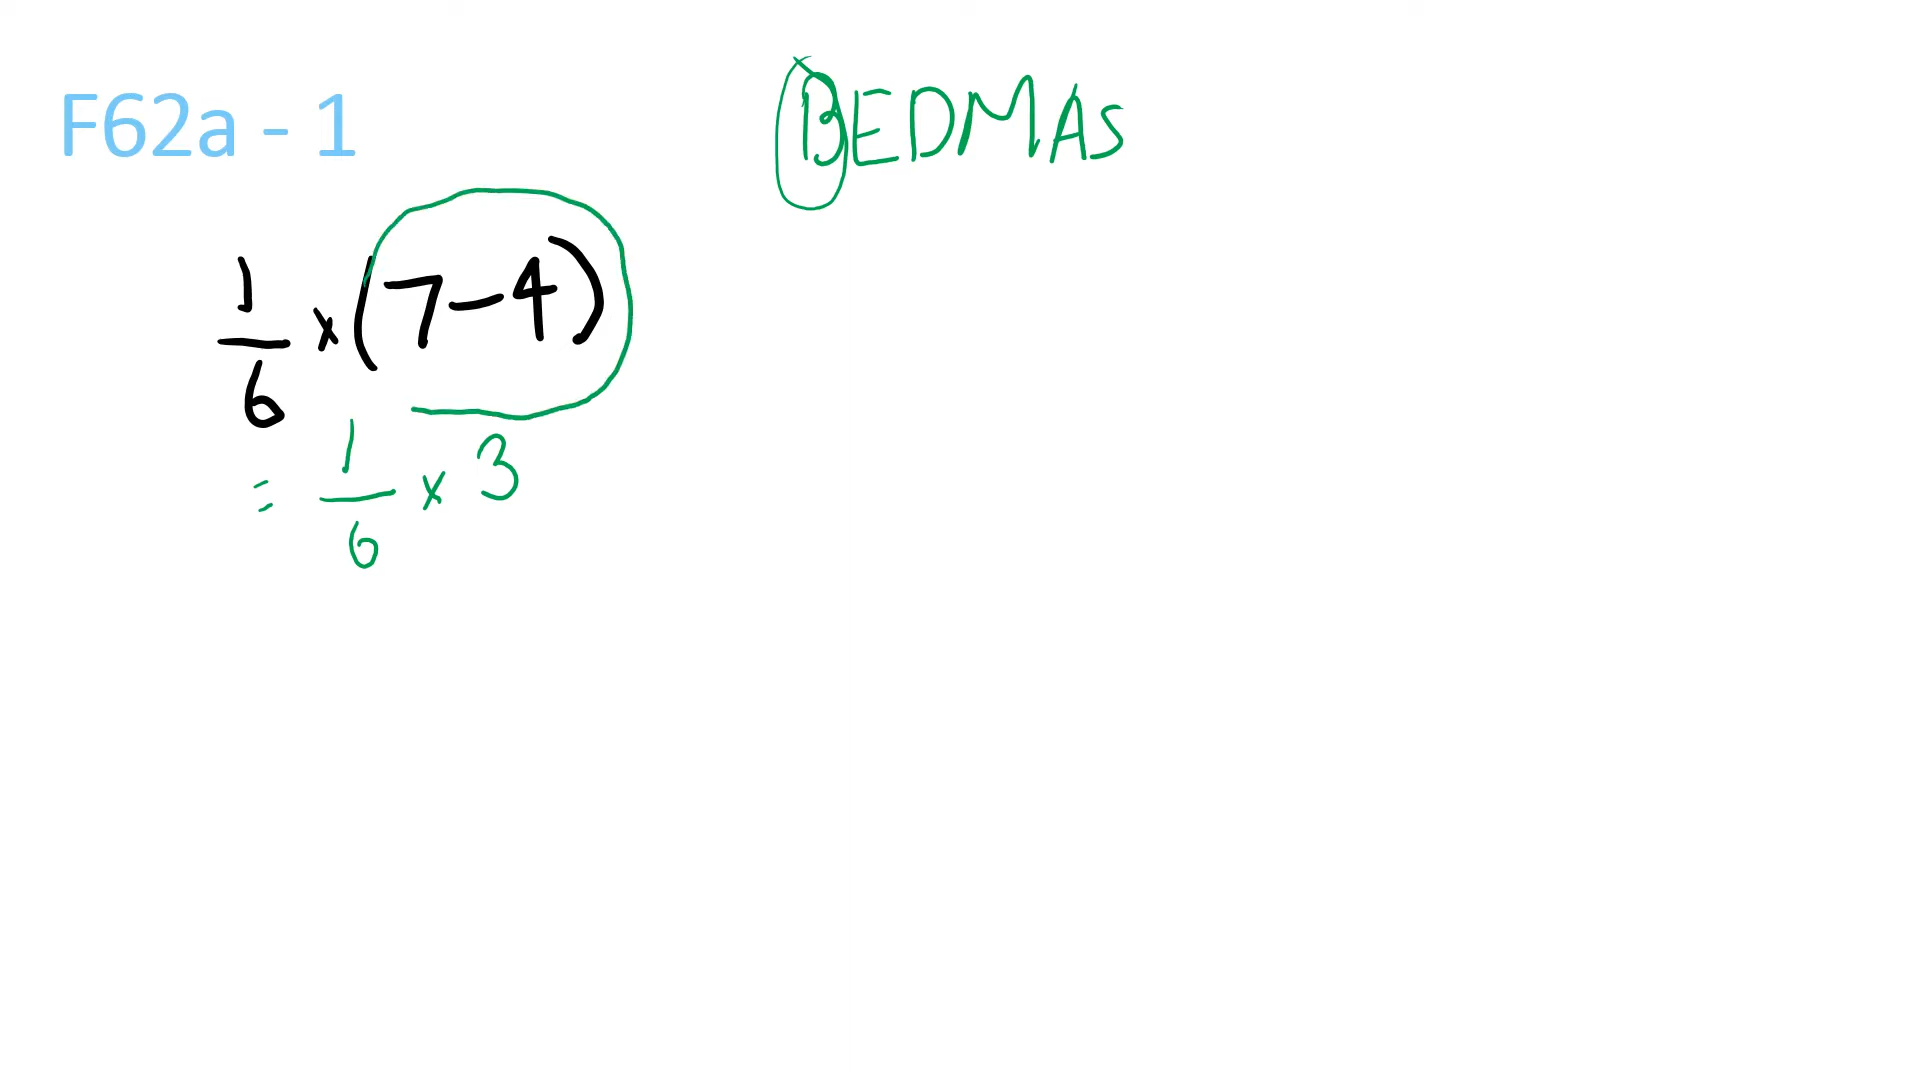 F62a - 1
BEDMAS
1/6 × (7-4)
= 1/6 × 3